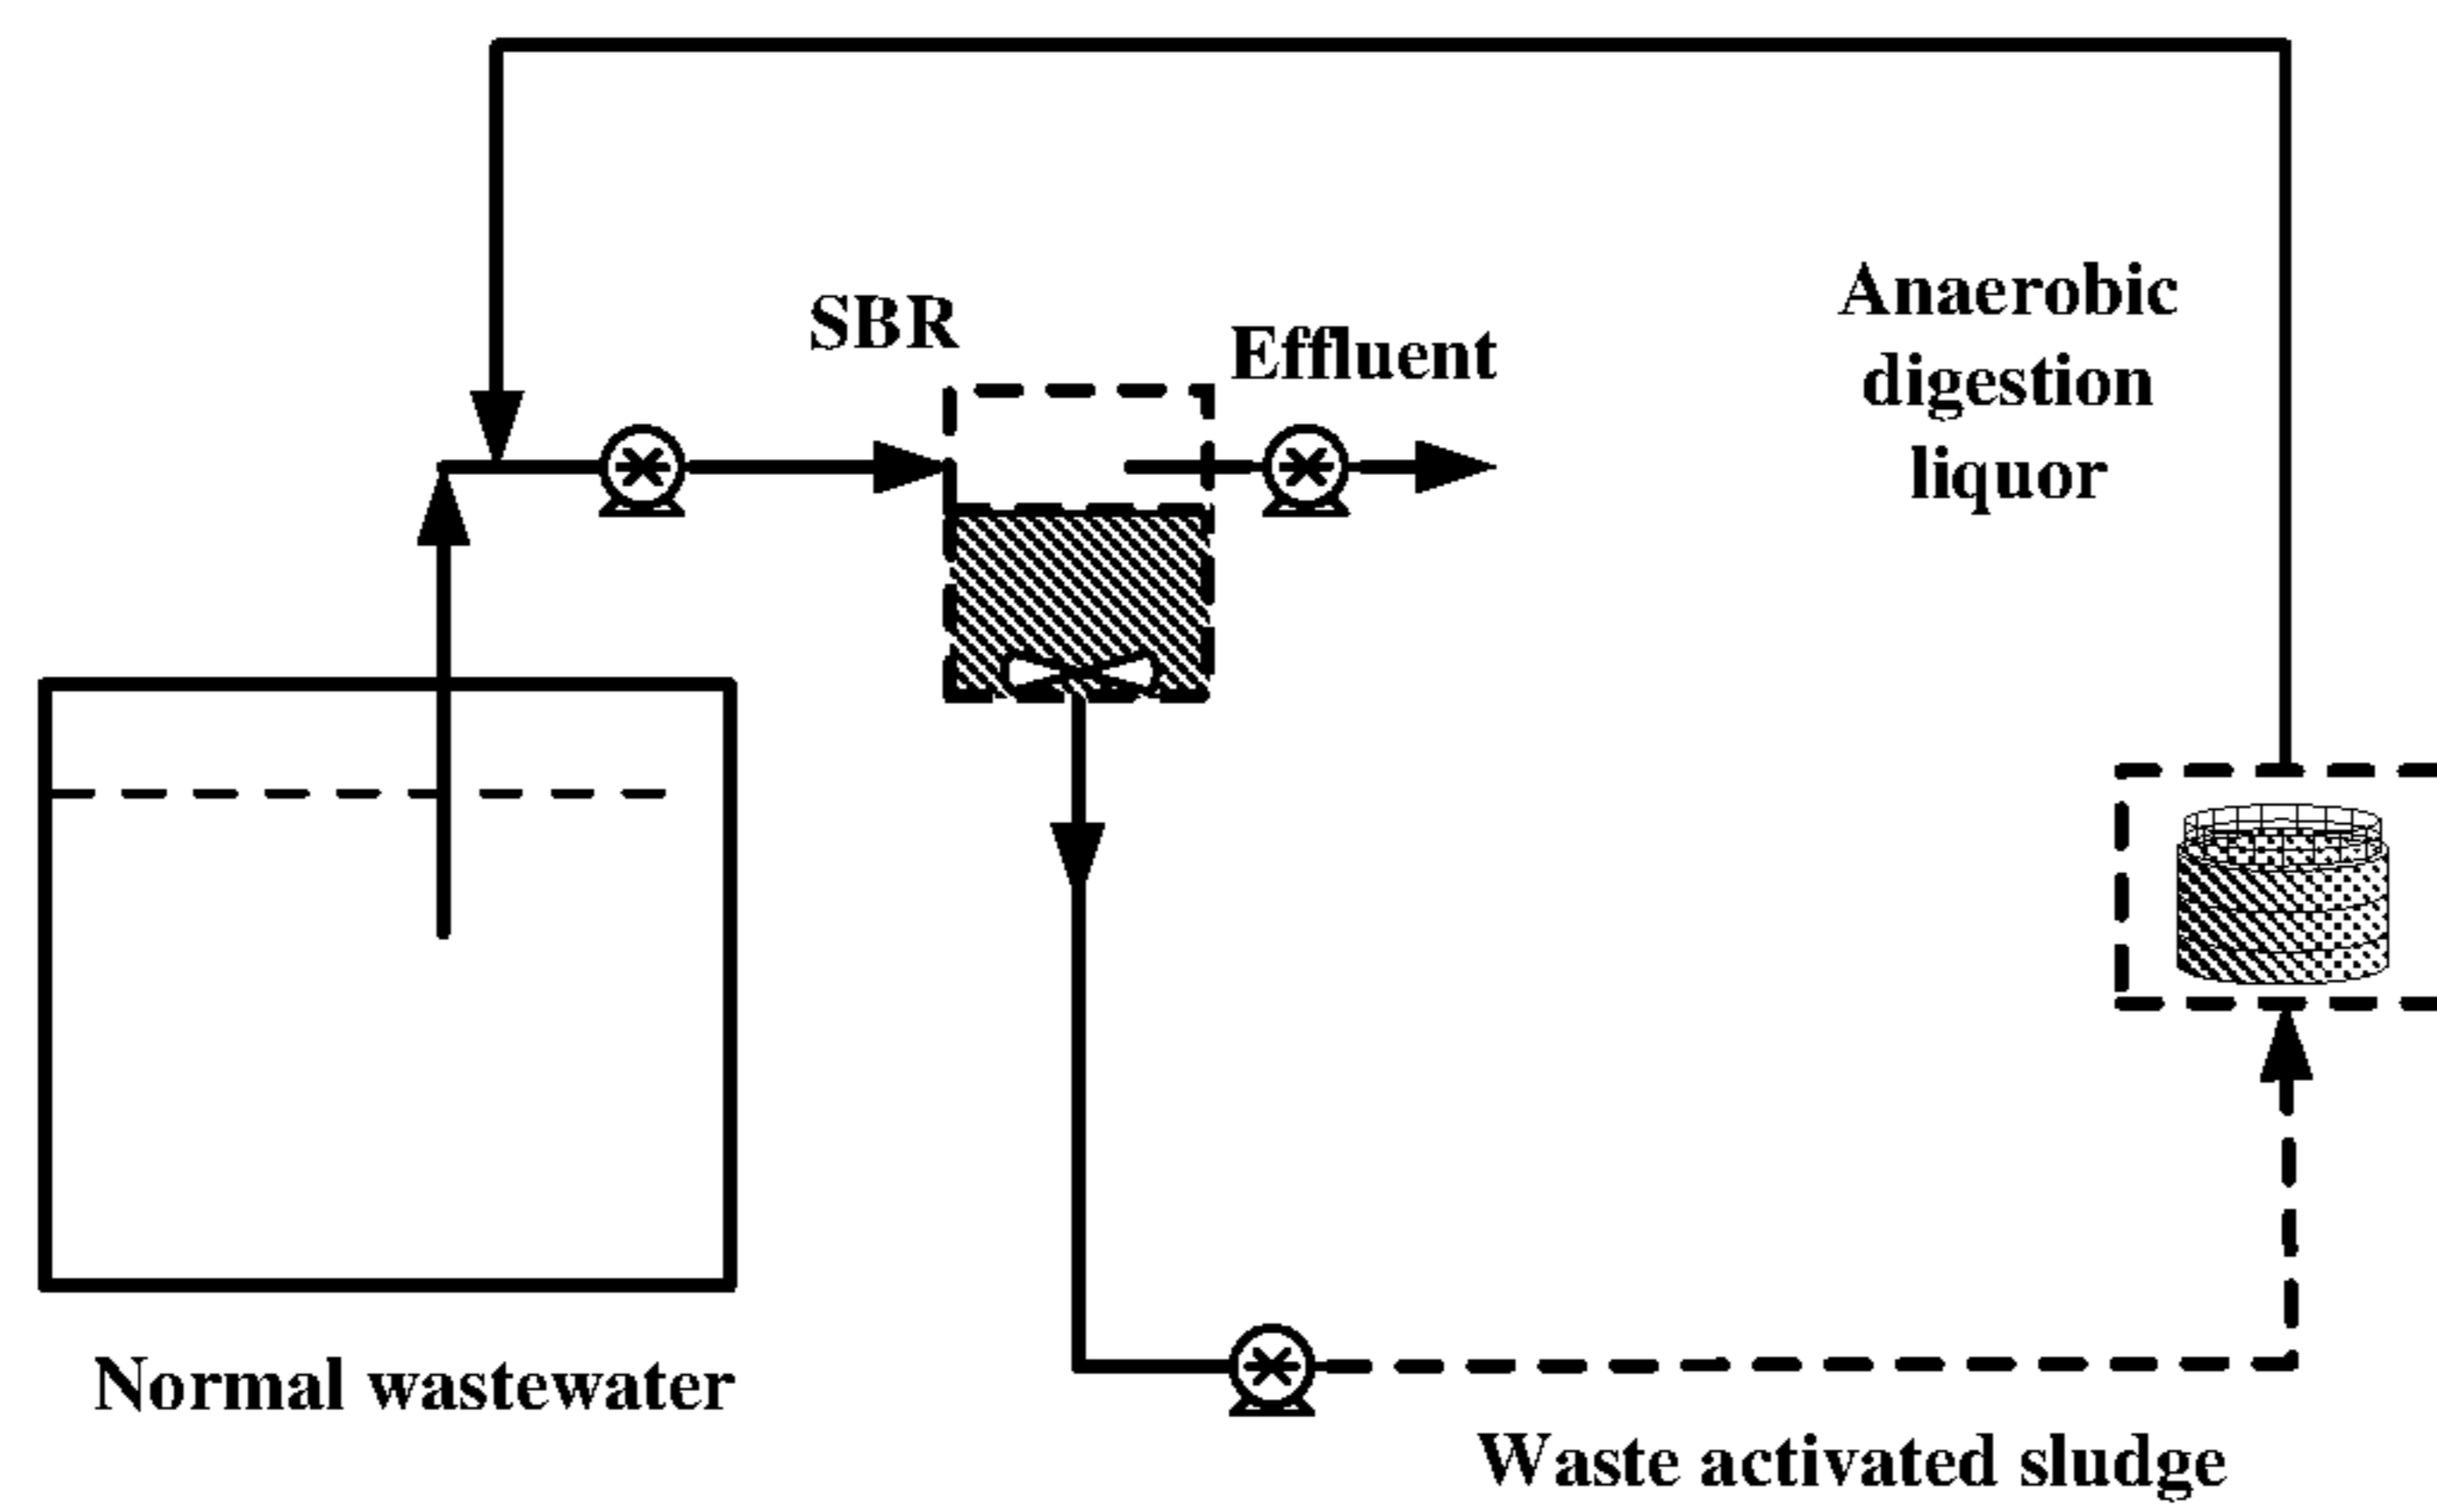 SBR
Effluent
Anaerobic
digestion
liquor
Normal wastewater
Waste activated sludge